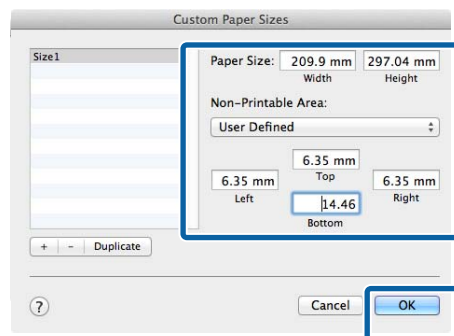 Custom Paper Sizes
Size1
Paper Size: 209.9 mm 297.04 mm
Width Height
Non-Printable Area:
User Defined
6.35 mm
Top
6.35 mm 6.35 mm
Left Right
14.46
Bottom
+ - Duplicate
? Cancel OK